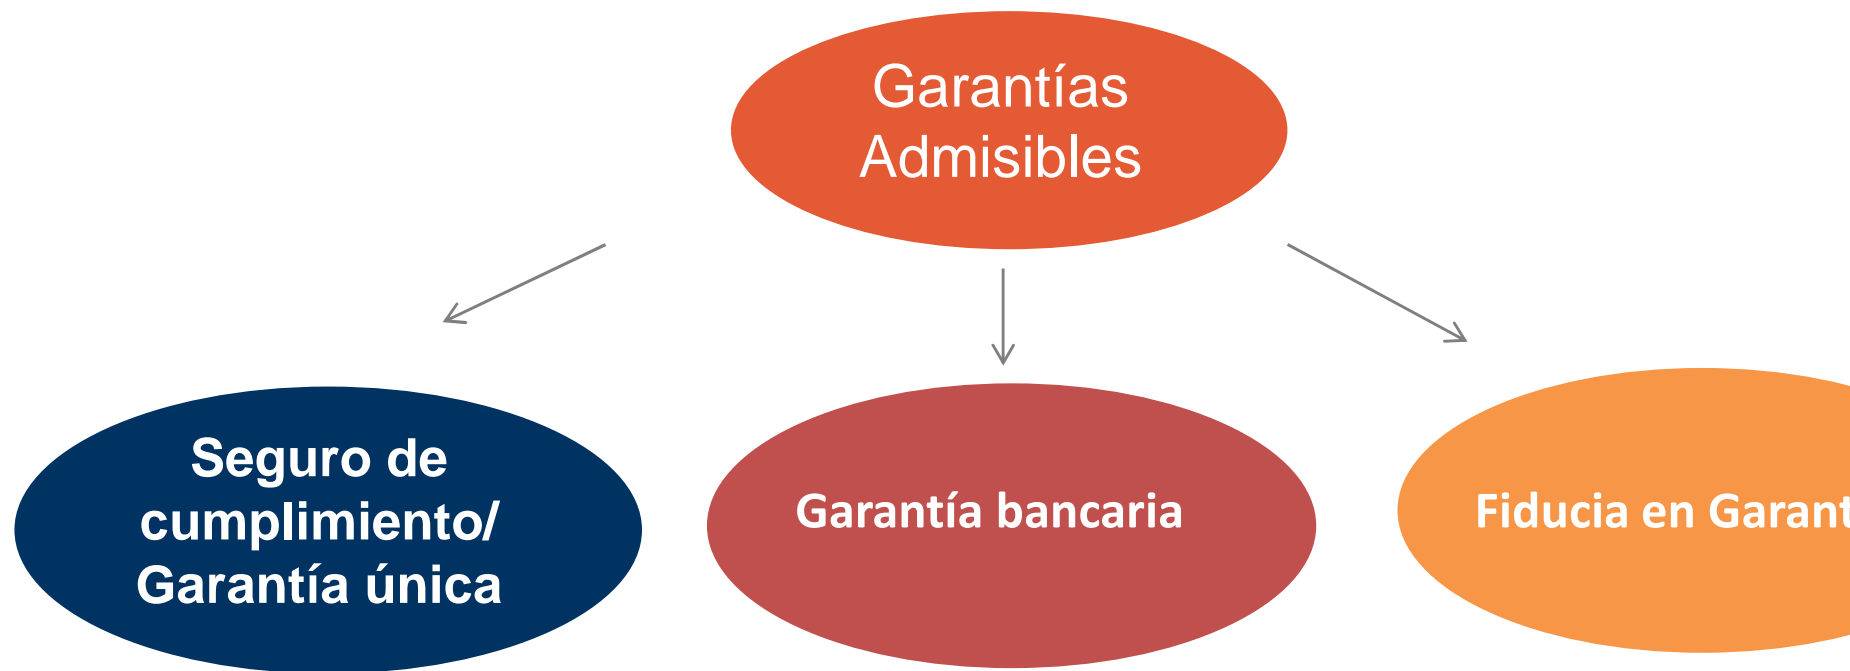 Garantías
Admisibles
Seguro de
cumplimiento/
Garantía única
Garantía bancaria
Fiducia en